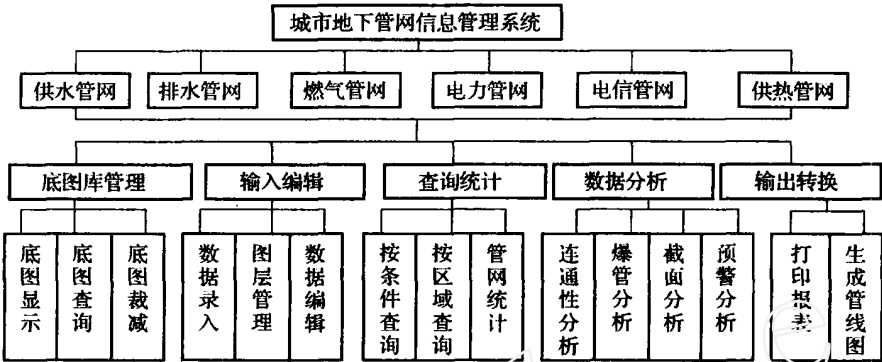 城市地下管网信息管理系统
供水管网
排水管网
燃气管网
电力管网
电信管网
供热管网
底图库管理
输入编辑
查询统计
数据分析
输出转换
底图显示
底图查询
底图裁减
数据录入
图层管理
数据编辑
按条件查询
按区域查询
管网统计
连通性分析
爆管分析
截面分析
预警分析
打印报表
生成管线图